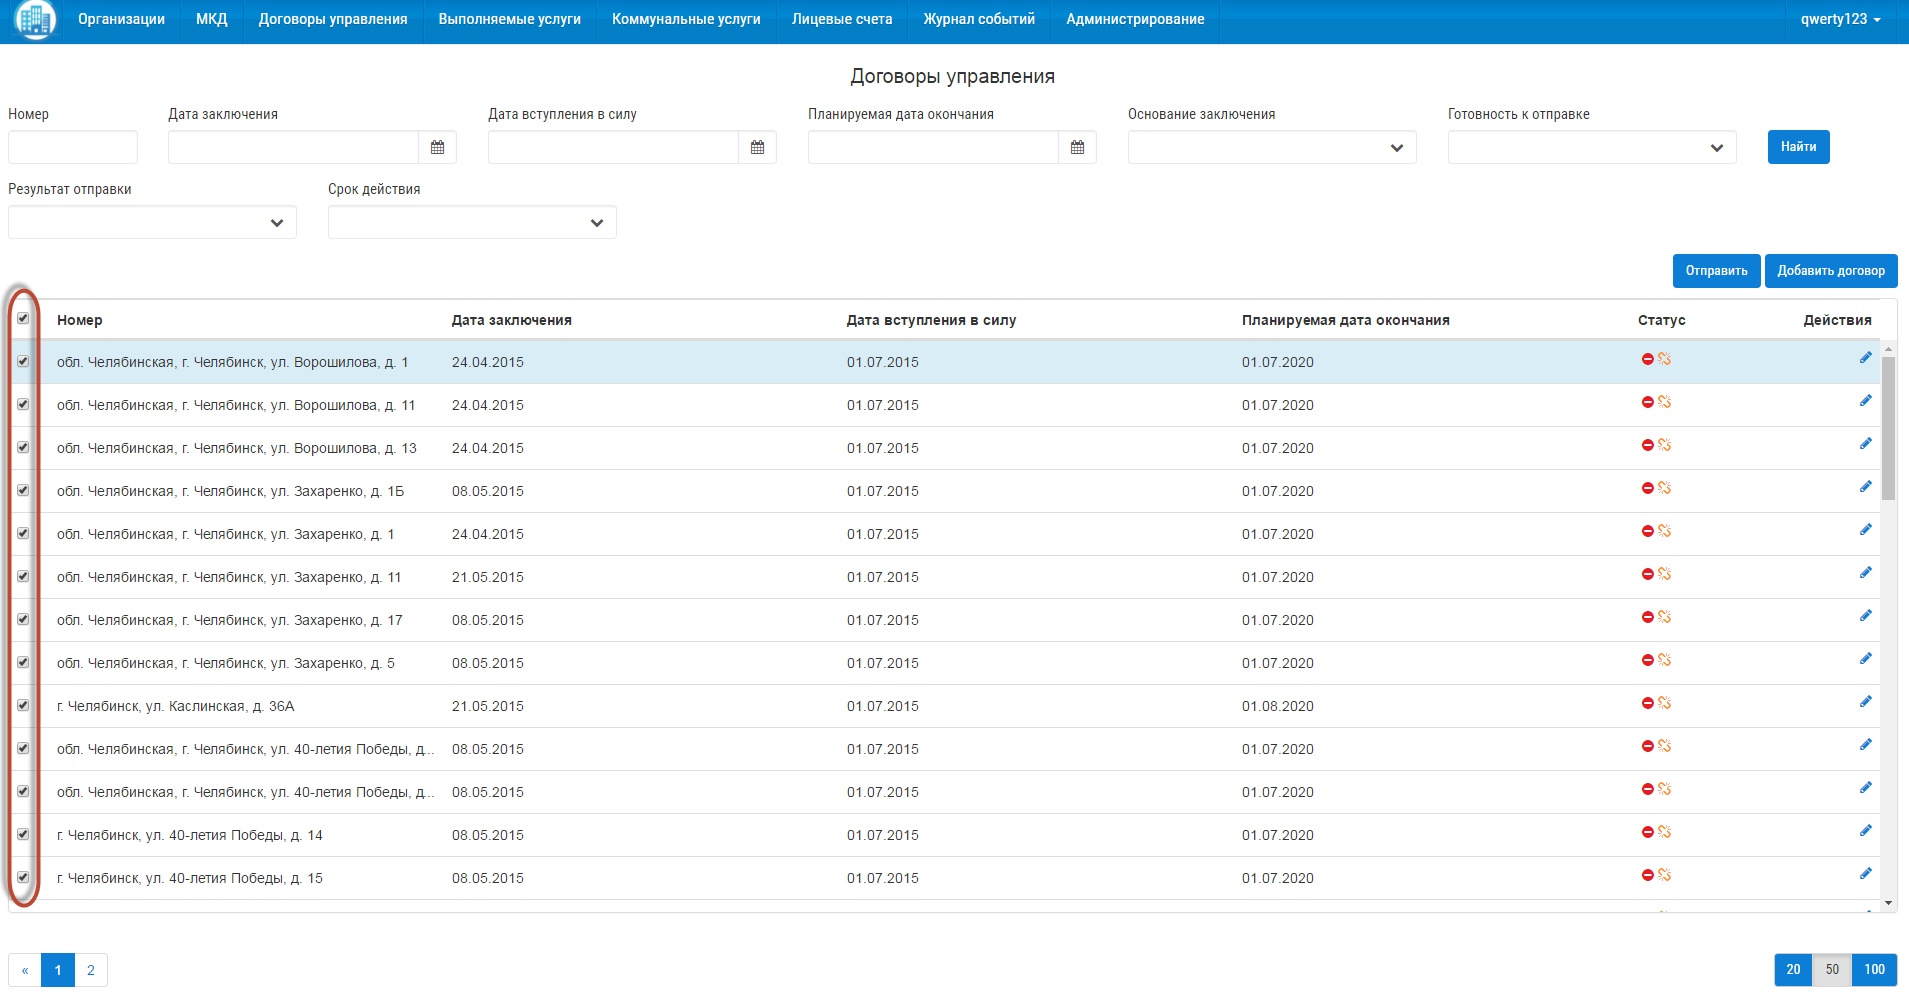 Организации МКД Договоры управления Выполняемые услуги Коммунальные услуги Лицевые счета Журнал событий Администрирование qwerty123
Договоры управления
Номер Дата заключения Дата вступления в силу Планируемая дата окончания Основание заключения Готовность к отправке
Найти
Результат отправки Срок действия
Отправить Добавить договор
Номер Дата заключения Дата вступления в силу Планируемая дата окончания Статус Действия
обл. Челябинская, г. Челябинск, ул. Ворошилова, д. 1 24.04.2015 01.07.2015 01.07.2020
обл. Челябинская, г. Челябинск, ул. Ворошилова, д. 11 24.04.2015 01.07.2015 01.07.2020
обл. Челябинская, г. Челябинск, ул. Ворошилова, д. 13 24.04.2015 01.07.2015 01.07.2020
обл. Челябинская, г. Челябинск, ул. Захаренко, д. 1Б 08.05.2015 01.07.2015 01.07.2020
обл. Челябинская, г. Челябинск, ул. Захаренко, д. 1 24.04.2015 01.07.2015 01.07.2020
обл. Челябинская, г. Челябинск, ул. Захаренко, д. 11 21.05.2015 01.07.2015 01.07.2020
обл. Челябинская, г. Челябинск, ул. Захаренко, д. 17 08.05.2015 01.07.2015 01.07.2020
обл. Челябинская, г. Челябинск, ул. Захаренко, д. 5 08.05.2015 01.07.2015 01.07.2020
г. Челябинск, ул. Каслинская, д. 36А 21.05.2015 01.07.2015 01.08.2020
обл. Челябинская, г. Челябинск, ул. 40-летия Победы, д... 08.05.2015 01.07.2015 01.07.2020
обл. Челябинская, г. Челябинск, ул. 40-летия Победы, д... 08.05.2015 01.07.2015 01.07.2020
г. Челябинск, ул. 40-летия Победы, д. 14 08.05.2015 01.07.2015 01.07.2020
г. Челябинск, ул. 40-летия Победы, д. 15 08.05.2015 01.07.2015 01.07.2020
« 1 2 20 50 100